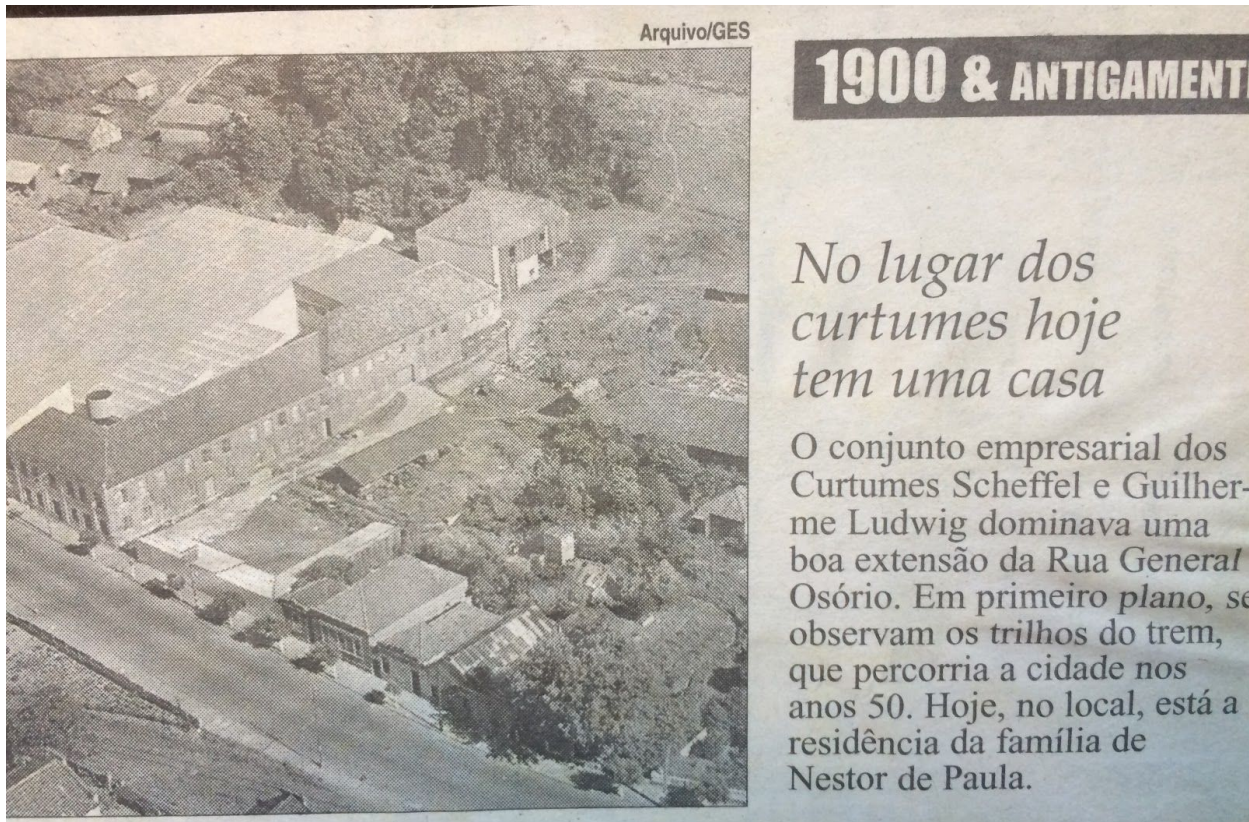 Arquivo/GES
1900 & ANTIGAMENT
No lugar dos
curtumes hoje
tem uma casa
O conjunto empresarial dos
Curtumes Scheffel e Guilher-
me Ludwig dominava uma
boa extensão da Rua General
Osório. Em primeiro plano, se
observam os trilhos do trem,
que percorria a cidade nos
anos 50. Hoje, no local, está a
residência da família de
Nestor de Paula.